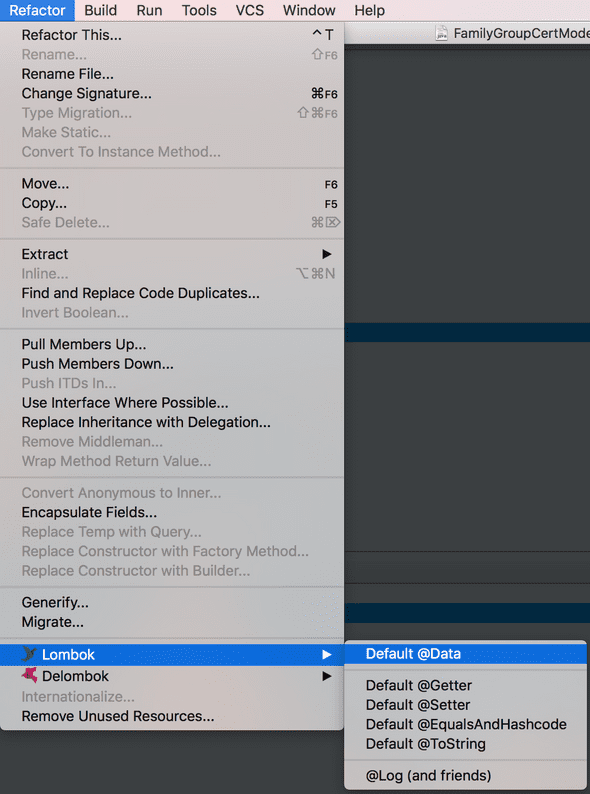 Refactor Build Run Tools VCS Window Help
Refactor This... ⌃T
FamilyGroupCertMode
Rename... ⇧F6
Rename File...
Change Signature... ⌘F6
Type Migration... ⇧⌘F6
Make Static...
Convert To Instance Method...
Move... F6
Copy... F5
Safe Delete... ⌘⌦
Extract ▶
Inline... ⌥⌘N
Find and Replace Code Duplicates...
Invert Boolean...
Pull Members Up...
Push Members Down...
Push ITDs In...
Use Interface Where Possible...
Replace Inheritance with Delegation...
Remove Middleman...
Wrap Method Return Value...
Convert Anonymous to Inner...
Encapsulate Fields...
Replace Temp with Query...
Replace Constructor with Factory Method...
Replace Constructor with Builder...
Generify...
Migrate...
Lombok ▶
Delombok ▶
Internationalize...
Remove Unused Resources...
Default @Data
Default @Getter
Default @Setter
Default @EqualsAndHashcode
Default @ToString
@Log (and friends)